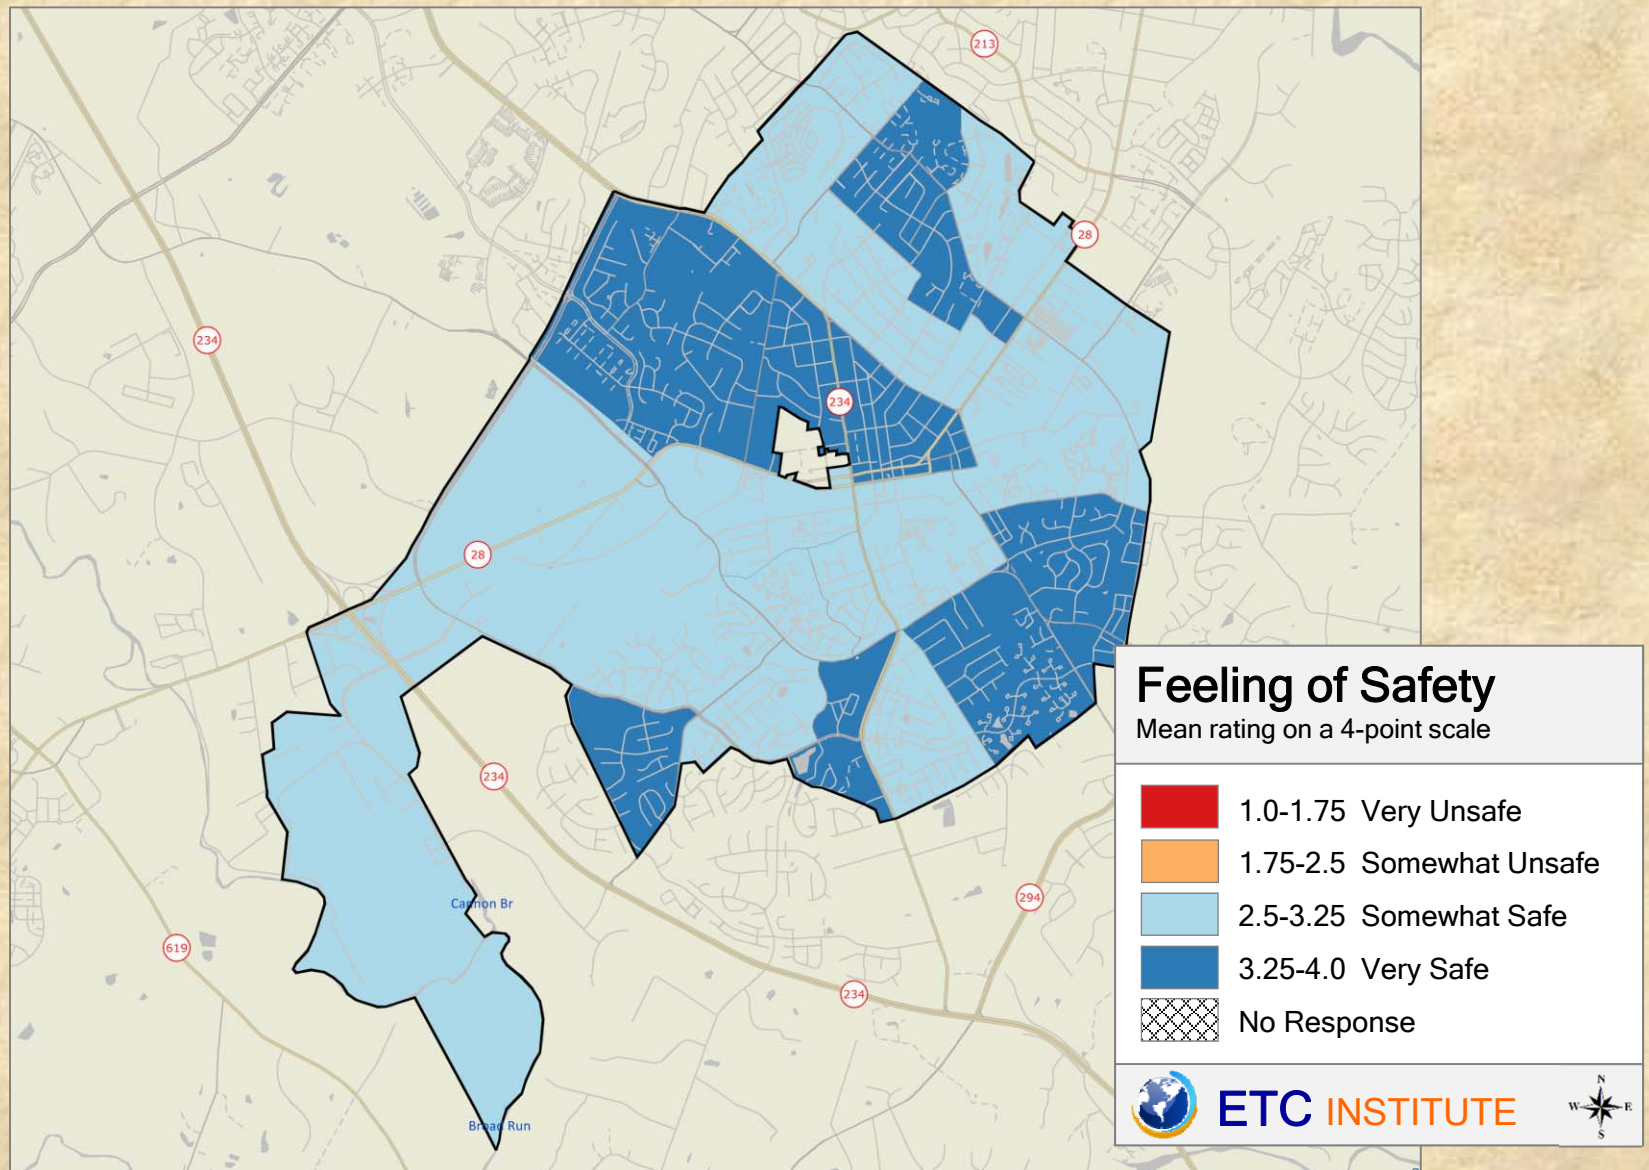 213
28
234
234
28
234
Cannon Br
294
619
234
Broad Run
Feeling of Safety
Mean rating on a 4-point scale
1.0-1.75 Very Unsafe
1.75-2.5 Somewhat Unsafe
2.5-3.25 Somewhat Safe
3.25-4.0 Very Safe
No Response
ETC INSTITUTE
N
W E
S